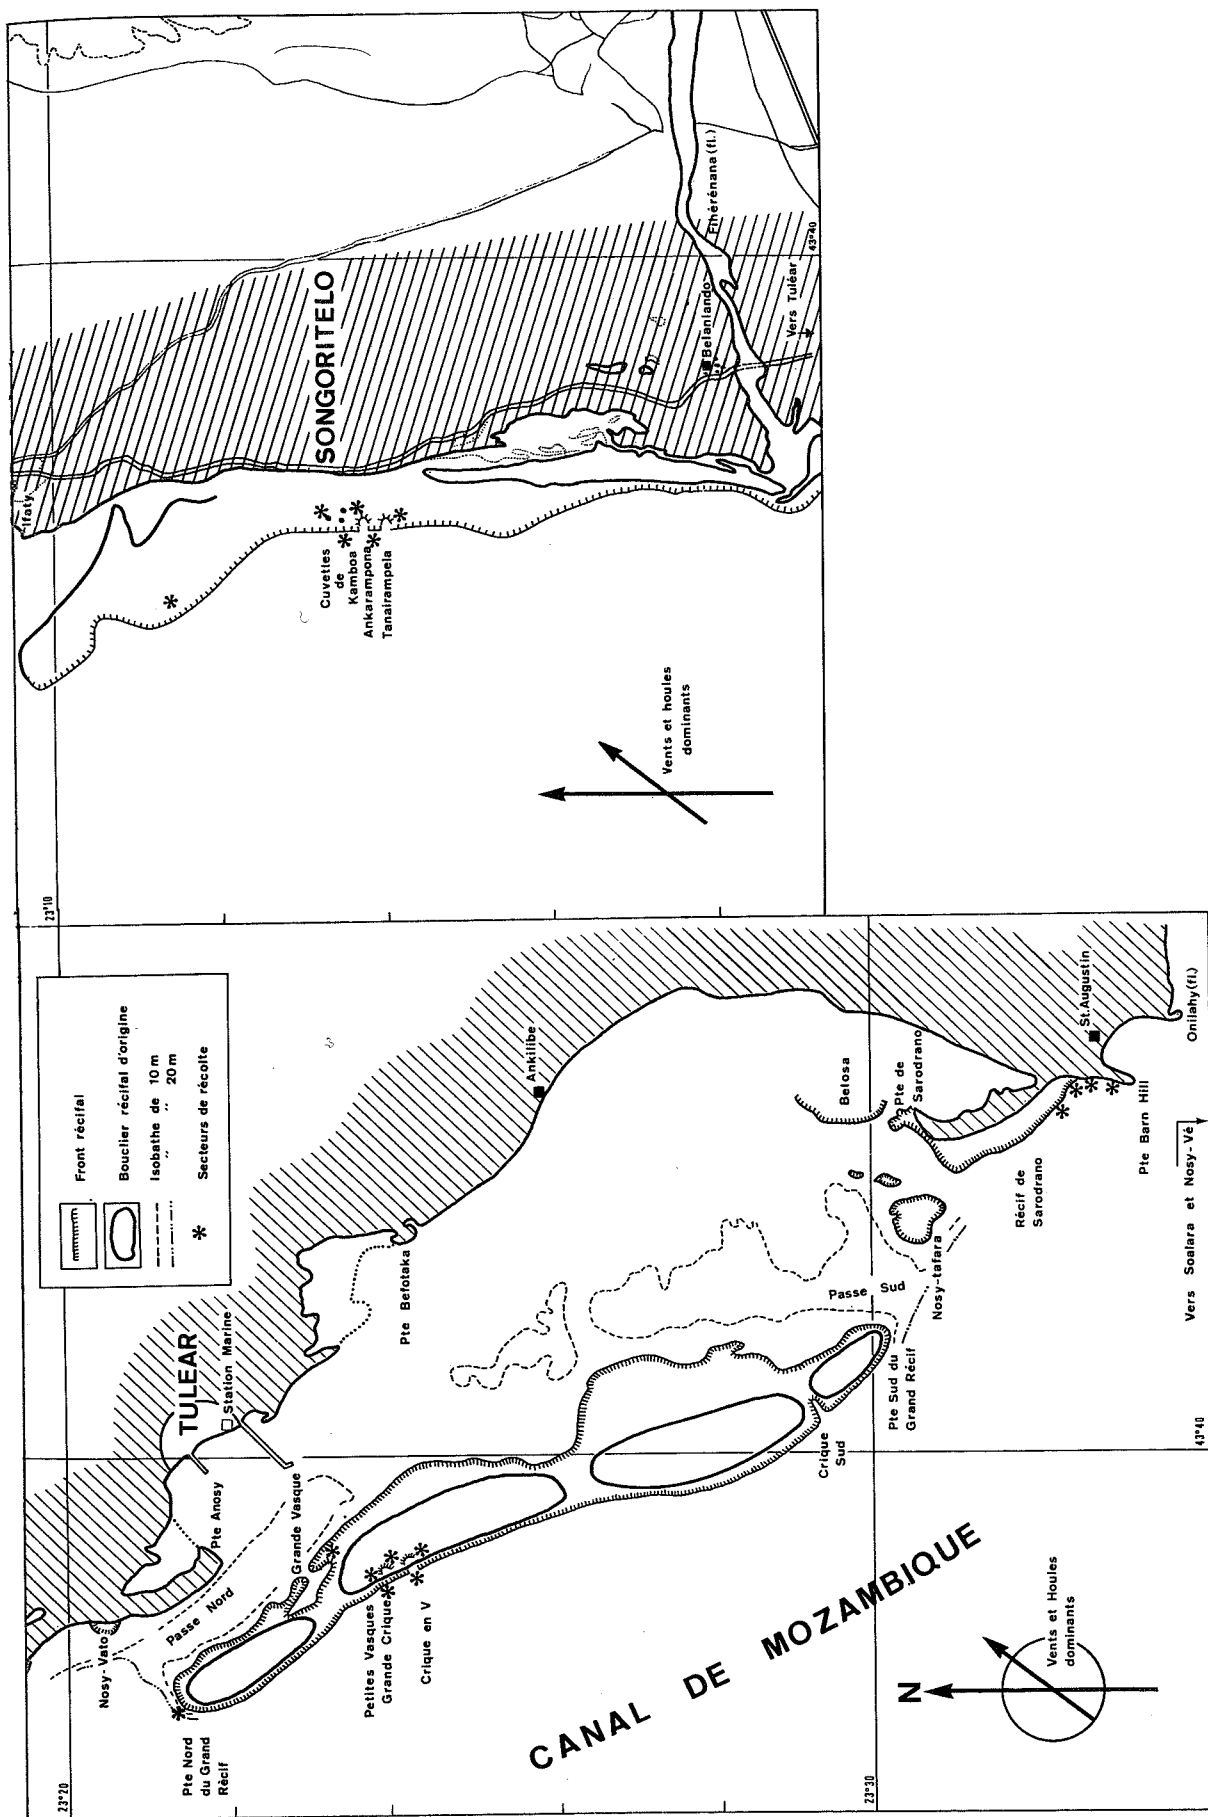 23°20
Nosy-Vato
Pte Nord
du Grand
Récif
Passe Nord
Pte Anosy
TULEAR
Station Marine
Grande Vasque
Petites Vasques
Grande Crique
Crique en V
Pte Befotaka
Ankilibe
CANAL DE MOZAMBIQUE
Crique
Sud
Passe Sud
Pte Sud du
Grand Récif
Nosy-tafara
Belosa
Pte de
Sarodrano
Récif de
Sarodrano
St.Augustin
Pte Barn Hill
Onilahy (fl.)
Vers Soalara et Nosy-Vé
23°30
43°40
N
Vents et Houles
dominants
Front récifal
Bouclier récifal d'origine
Isobathe de 10 m
" " 20 m
Secteurs de récolte
23°10
Ifaty
SONGORITELO
Cuvettes
de
Kamboa
Ankarampona
Tanairampela
Belanlando
Fihérénana (fl.)
Vers Tuléar
43°40
Vents et houles
dominants